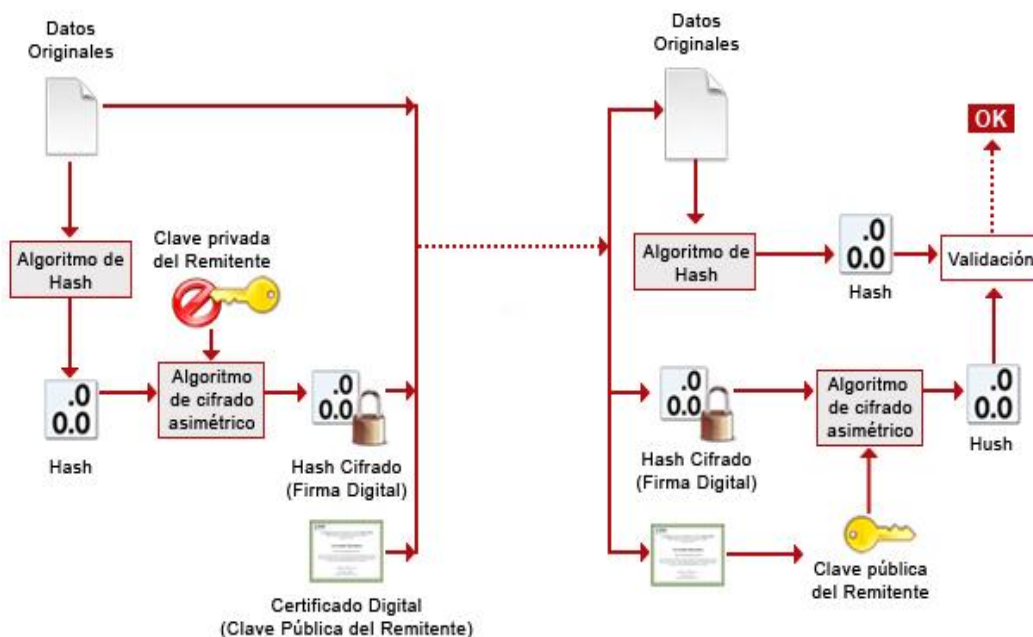 Datos
Originales
Algoritmo de
Hash
Clave privada
del Remitente
.0
0.0
Hash
Algoritmo
de cifrado
asimétrico
.0
0.0
Hash Cifrado
(Firma Digital)
Certificado Digital
(Clave Pública del Remitente)
Datos
Originales
Algoritmo de
Hash
.0
0.0
Hash
OK
Validación
.0
0.0
Hash Cifrado
(Firma Digital)
Algoritmo
de cifrado
asimétrico
.0
0.0
Hush
Clave pública
del Remitente